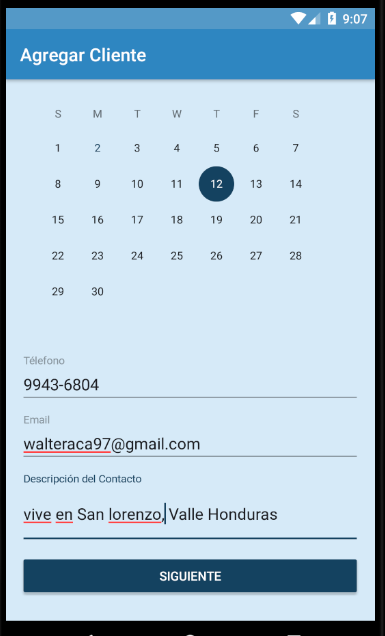 9:07
Agregar Cliente
S M T W T F S
1 2 3 4 5 6 7
8 9 10 11 12 13 14
15 16 17 18 19 20 21
22 23 24 25 26 27 28
29 30
Télefono
9943-6804
Email
walteraca97@gmail.com
Descripción del Contacto
vive en San lorenzo, Valle Honduras
SIGUIENTE